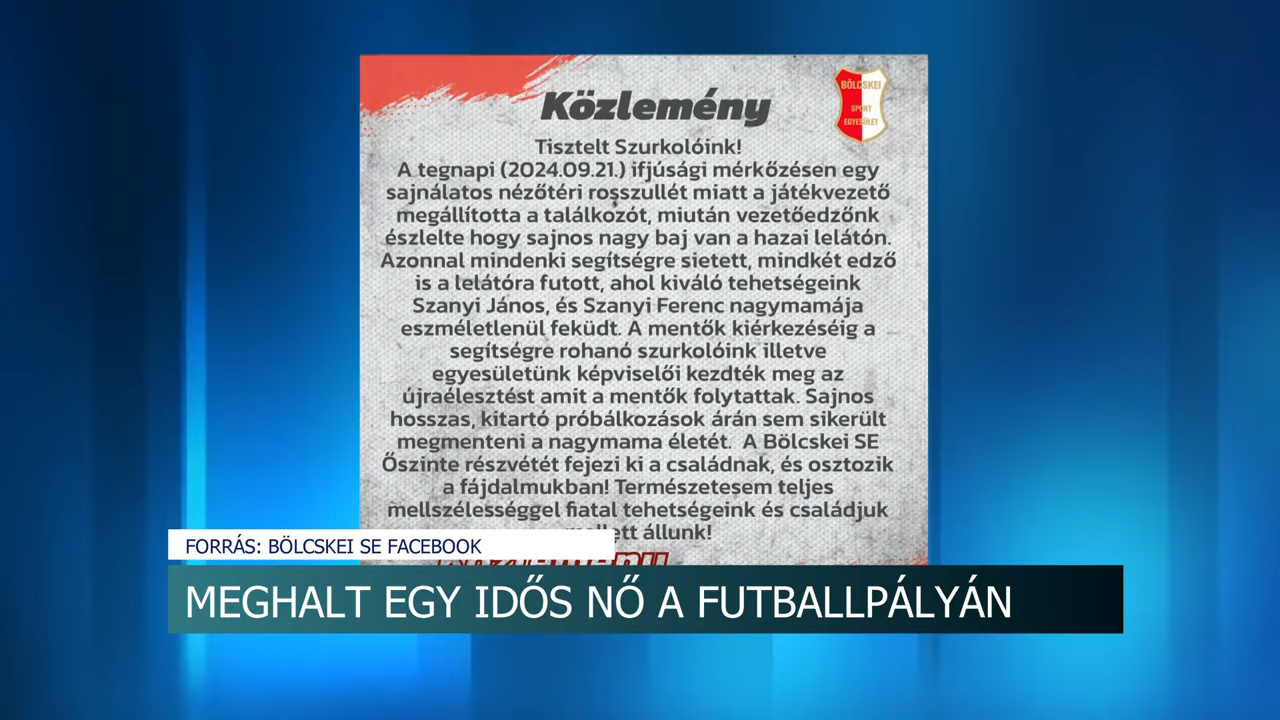 Közlemény
BÖLCSKEI
SPORT
EGYESÜLET
Tisztelt Szurkolóink!
A tegnapi (2024.09.21.) ifjúsági mérkőzésen egy
sajnálatos nézőtéri rosszullét miatt a játékvezető
megállította a találkozót, miután vezetőedzőnk
észlelte hogy sajnos nagy baj van a hazai lelátón.
Azonnal mindenki segítségre sietett, mindkét edző
is a lelátóra futott, ahol kiváló tehetségeink
Szanyi János, és Szanyi Ferenc nagymamája
eszméletlenül feküdt. A mentők kiérkezéséig a
segítségre rohanó szurkolóink illetve
egyesületünk képviselői kezdték meg az
újraélesztést amit a mentők folytattak. Sajnos
hosszas, kitartó próbálkozások árán sem sikerült
megmenteni a nagymama életét. A Bölcskei SE
Őszinte részvétét fejezi ki a családnak, és osztozik
a fájdalmukban! Természetesem teljes
mellszélességgel fiatal tehetségeink és családjuk
állunk!
FORRÁS: BÖLCSKEI SE FACEBOOK
MEGHALT EGY IDŐS NŐ A FUTBALLPÁLYÁN